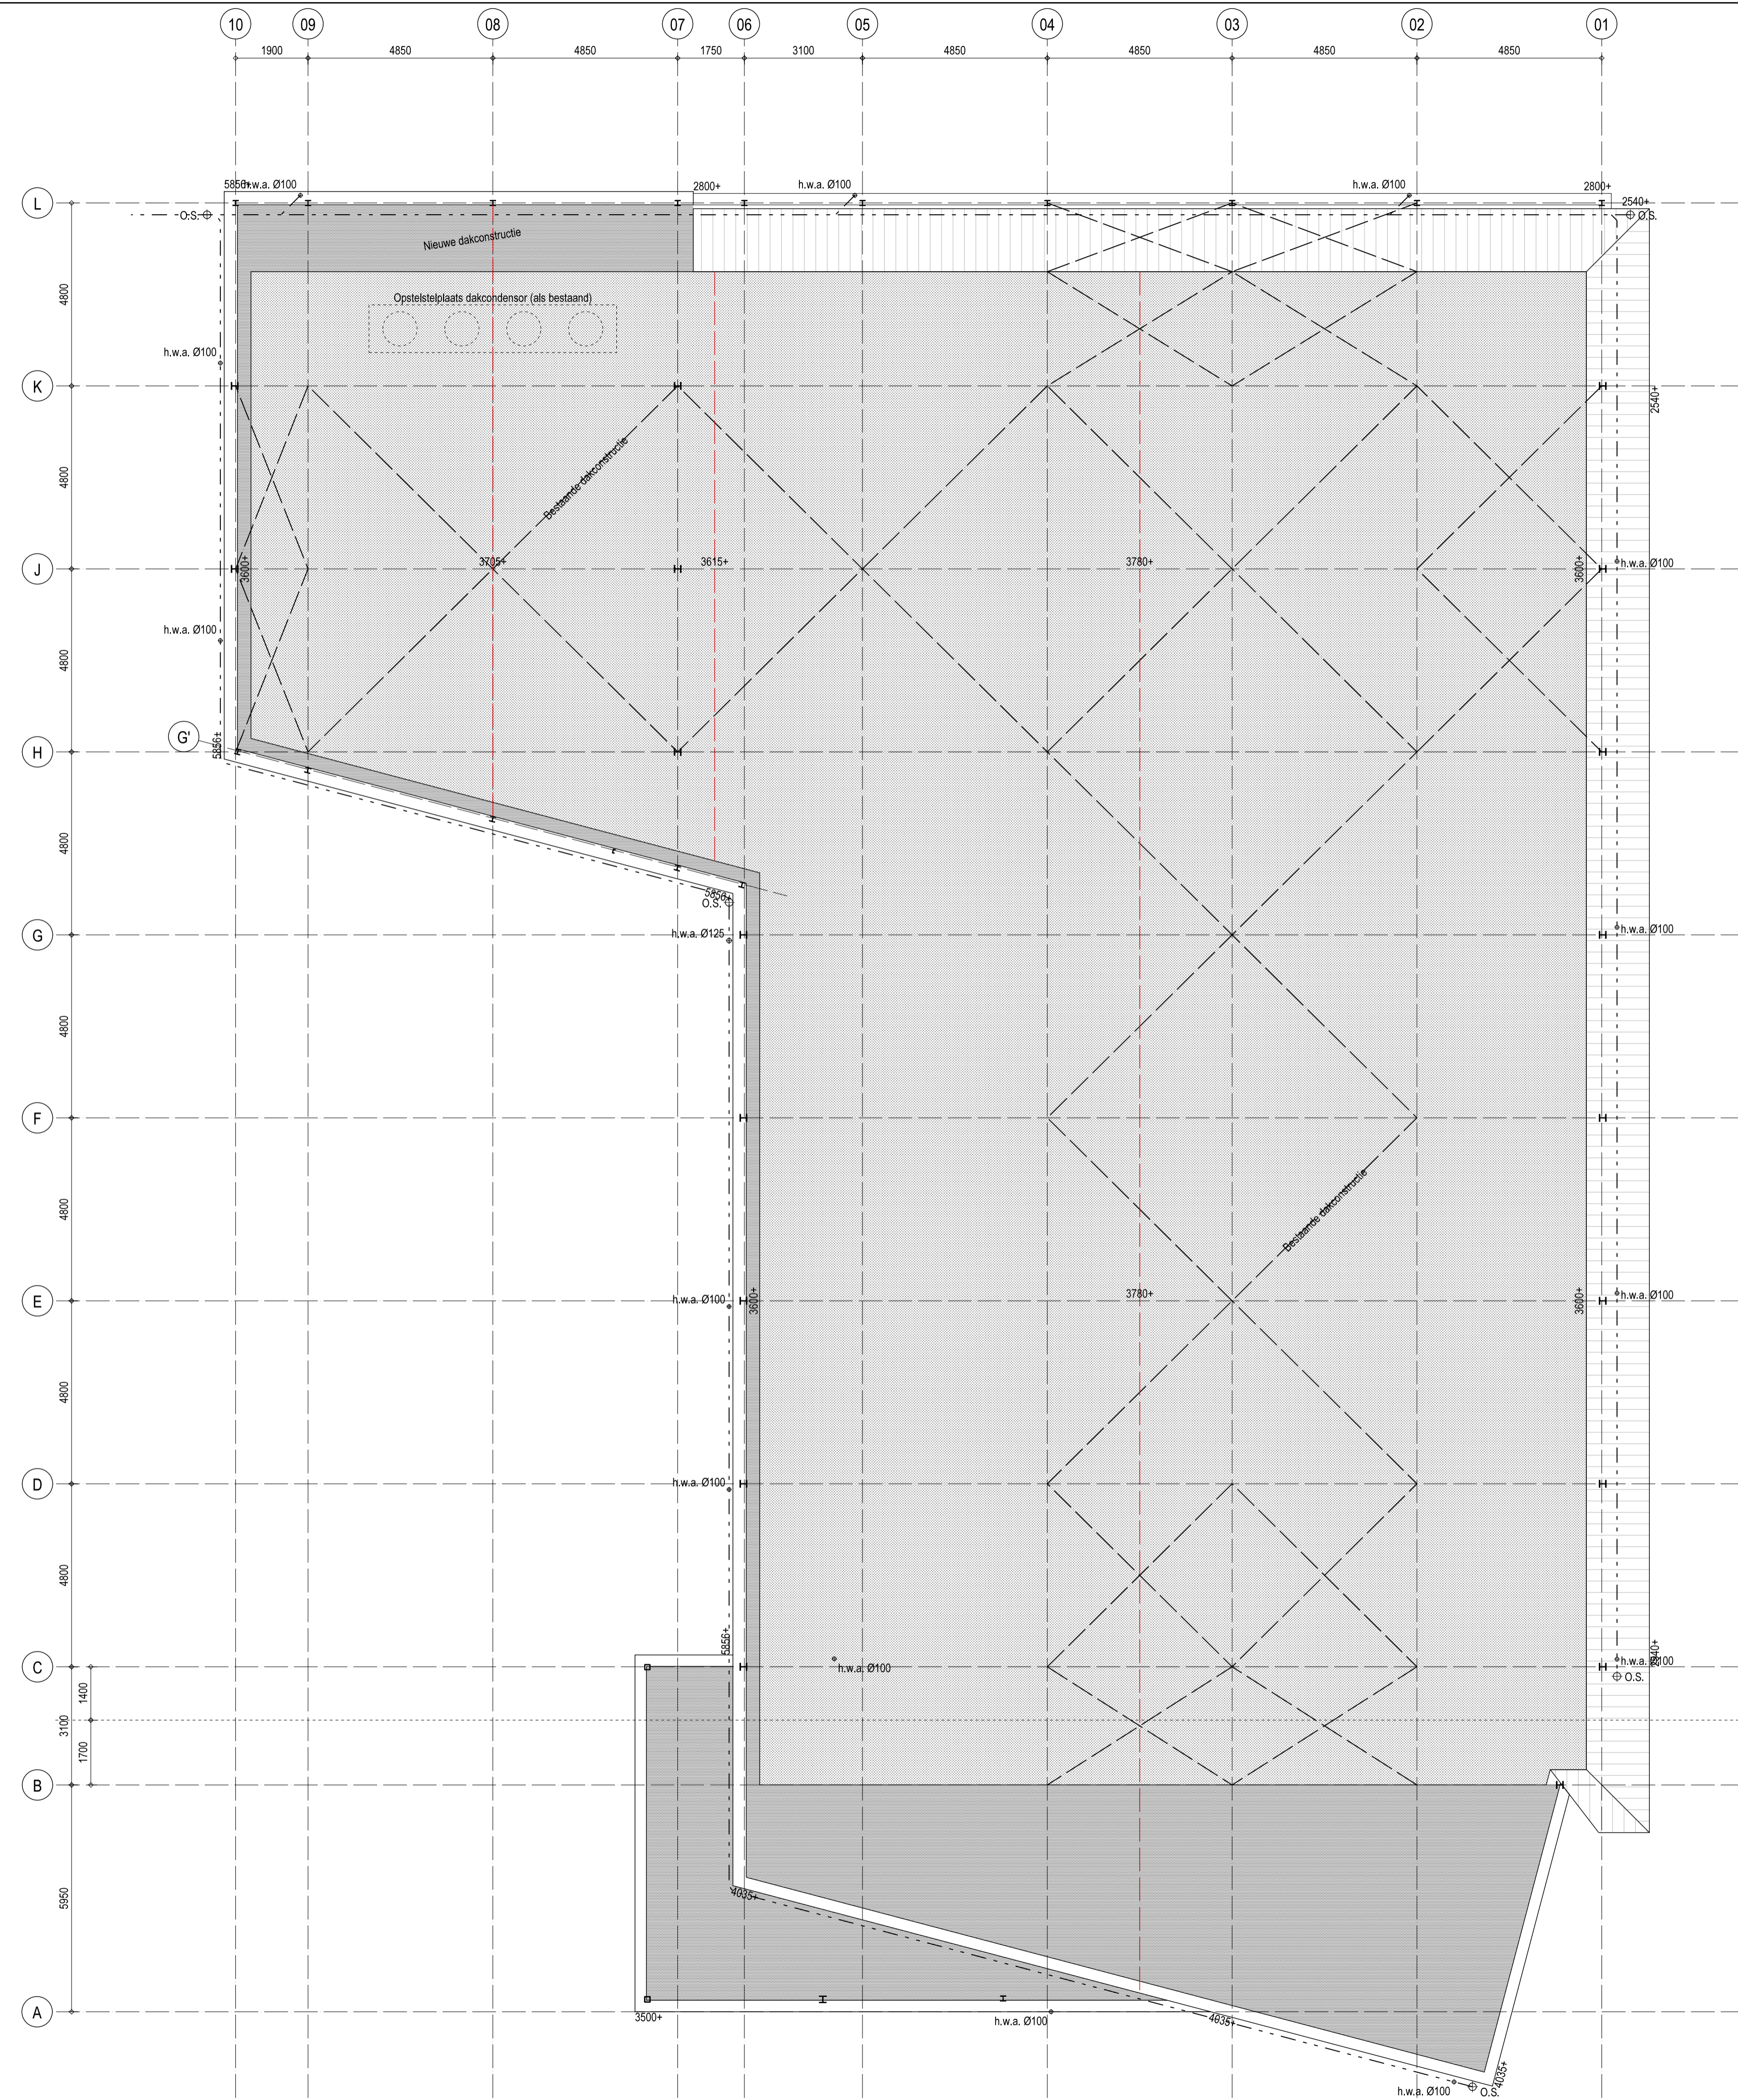 10 09 08 07 06 05 04 03 02 01
1900 4850 4850 1750 3100 4850 4850 4850 4850
5856+ h.w.a. Ø100 2800+ h.w.a. Ø100 h.w.a. Ø100 2800+
L 2540+
O.S. O.S.
Nieuwe dakconstructie
4800
Opstelstelplaats dakcondensor (als bestaand)
h.w.a. Ø100
K
2540+
4800
Bestaande dakconstructie
J 3600+ 3705+ 3615+ 3780+ 3600+ h.w.a. Ø100
h.w.a. Ø100
4800
G'
5856+
H
4800
5856+
O.S.
G h.w.a. Ø125 h.w.a. Ø100
4800
F
4800
Bestaande dakconstructie
E h.w.a. Ø100 3600+ 3780+ 3600+ h.w.a. Ø100
4800
D h.w.a. Ø100
4800
5856+
C h.w.a. Ø100 h.w.a. Ø100
O.S.
1400
3100
1700
B
4035+
5950
A
3500+ h.w.a. Ø100 4035+
4035+
h.w.a. Ø100 O.S.